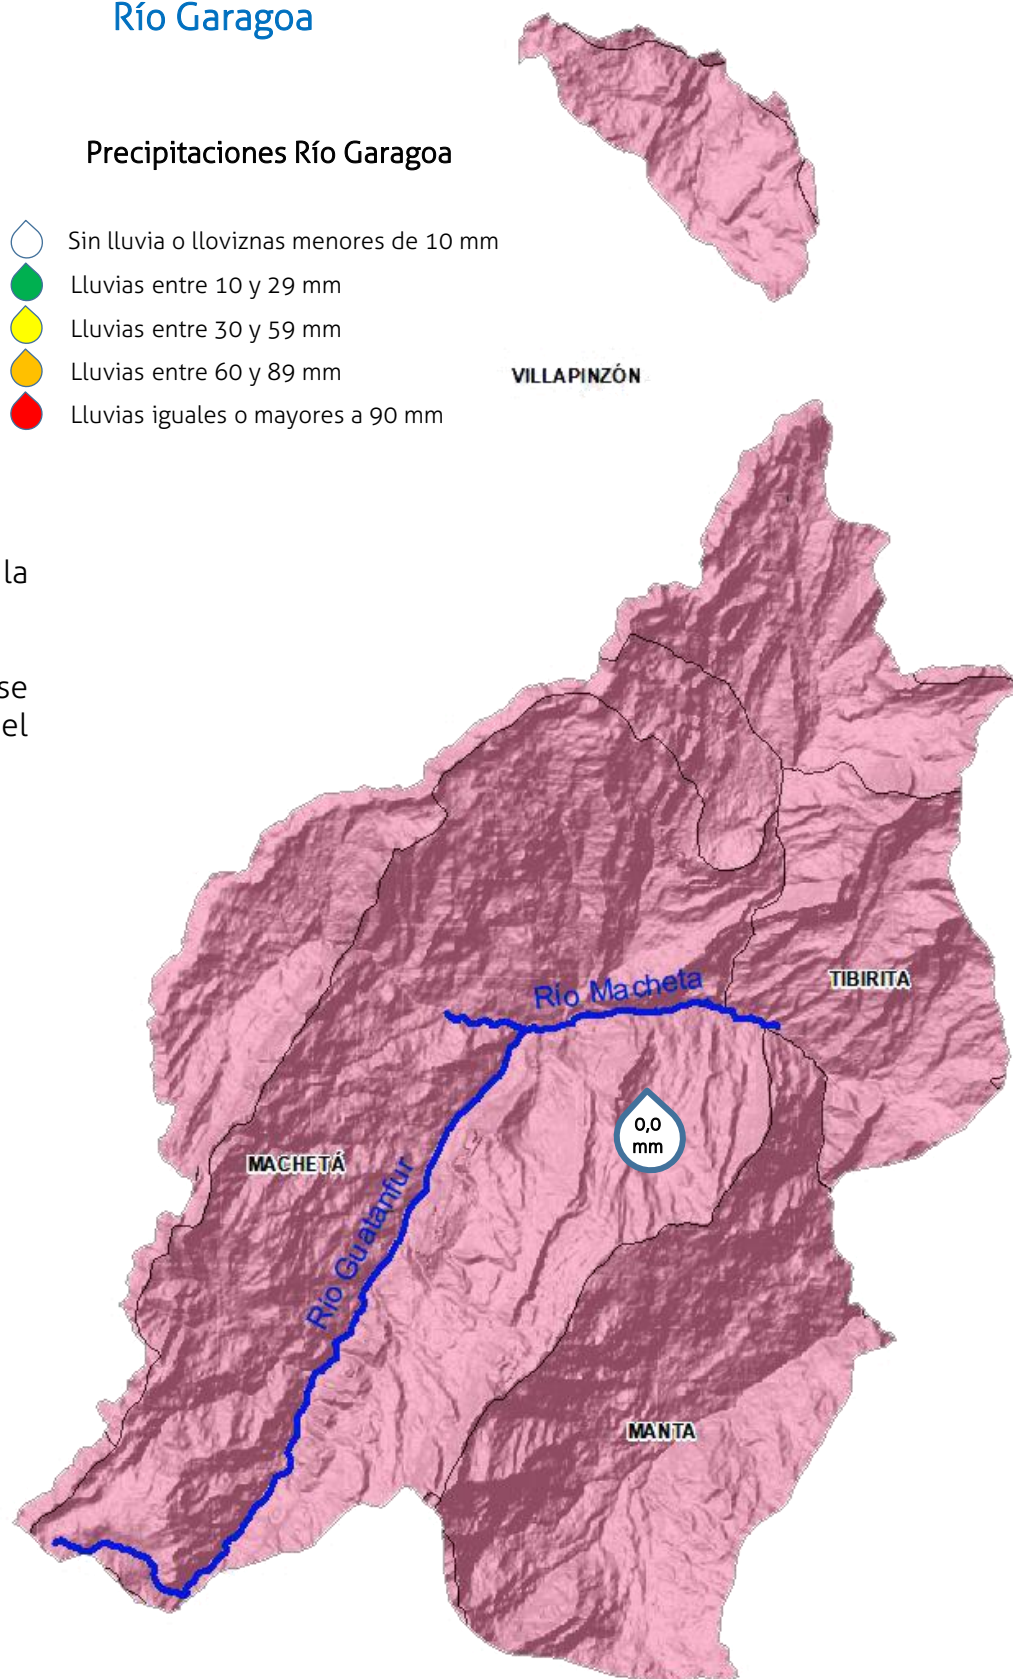 Río Garagoa
Precipitaciones Río Garagoa
Sin lluvia o lloviznas menores de 10 mm
Lluvias entre 10 y 29 mm
Lluvias entre 30 y 59 mm
Lluvias entre 60 y 89 mm
Lluvias iguales o mayores a 90 mm
VILLAPINZÓN
la
se
el
Río Macheta
TIBIRITA
0,0
mm
MACHETÁ
Río Guatanfur
MANTA